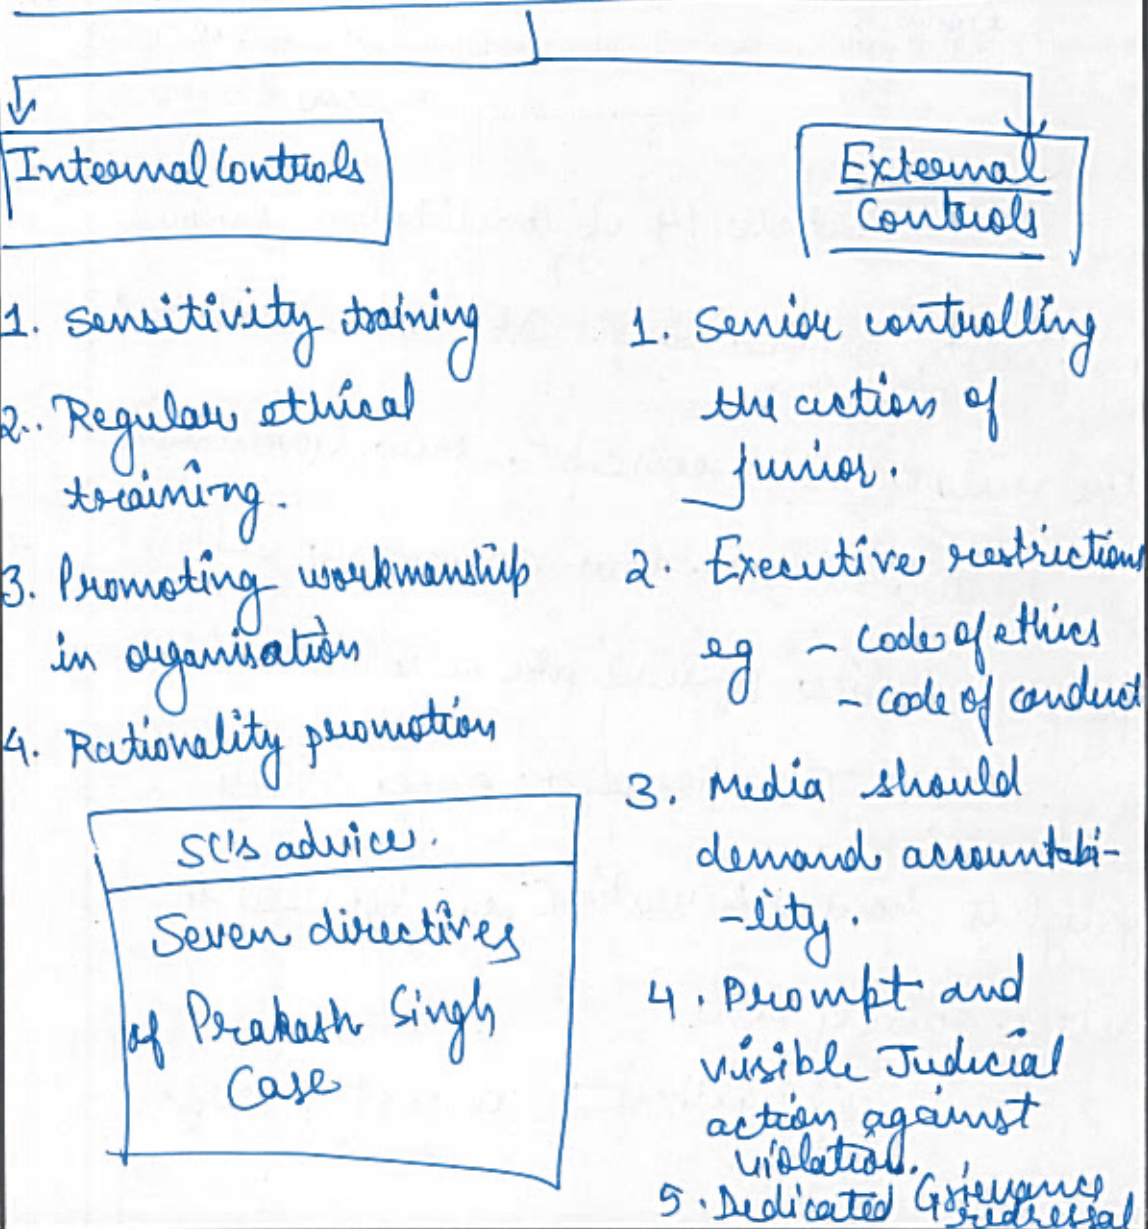 Internal Controls
1. Sensitivity training
2. Regular ethical
training.
3. Promoting workmanship
in organisation
4. Rationality promotion
SC's advice.
Seven directives
of Prakash Singh
Case
External
Controls
1. Senior controlling
the action of
junior.
2. Executive restrictions
eg - code of ethics
- code of conduct
3. Media should
demand accountabi-
-lity.
4. Prompt and
visible Judicial
action against
violation.
5. Dedicated Grievance
redressal